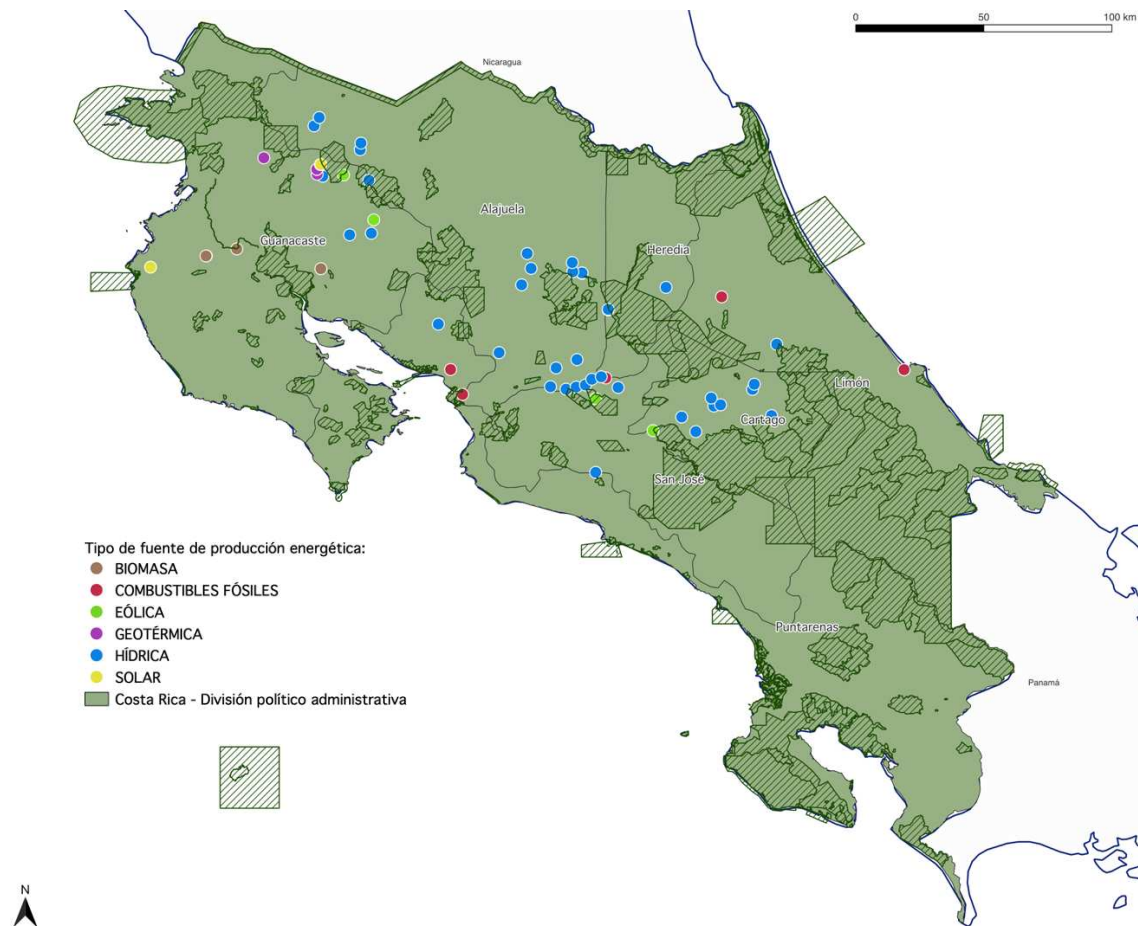 0 50 100 km
Nicaragua
Alajuela
Guanacaste
Heredia
Limón
Cartago
San José
Tipo de fuente de producción energética:
BIOMASA
COMBUSTIBLES FÓSILES
EÓLICA
GEOTÉRMICA
HÍDRICA
SOLAR
Costa Rica - División político administrativa
Puntarenas
Panamá
N